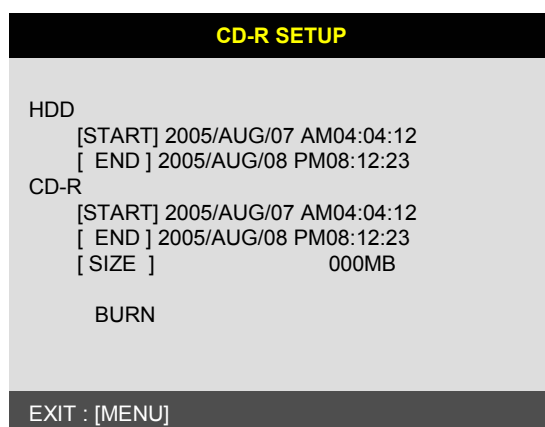 CD-R SETUP
HDD
[START] 2005/AUG/07 AM04:04:12
[ END ] 2005/AUG/08 PM08:12:23
CD-R
[START] 2005/AUG/07 AM04:04:12
[ END ] 2005/AUG/08 PM08:12:23
[ SIZE ] 000MB
BURN
EXIT : [MENU]